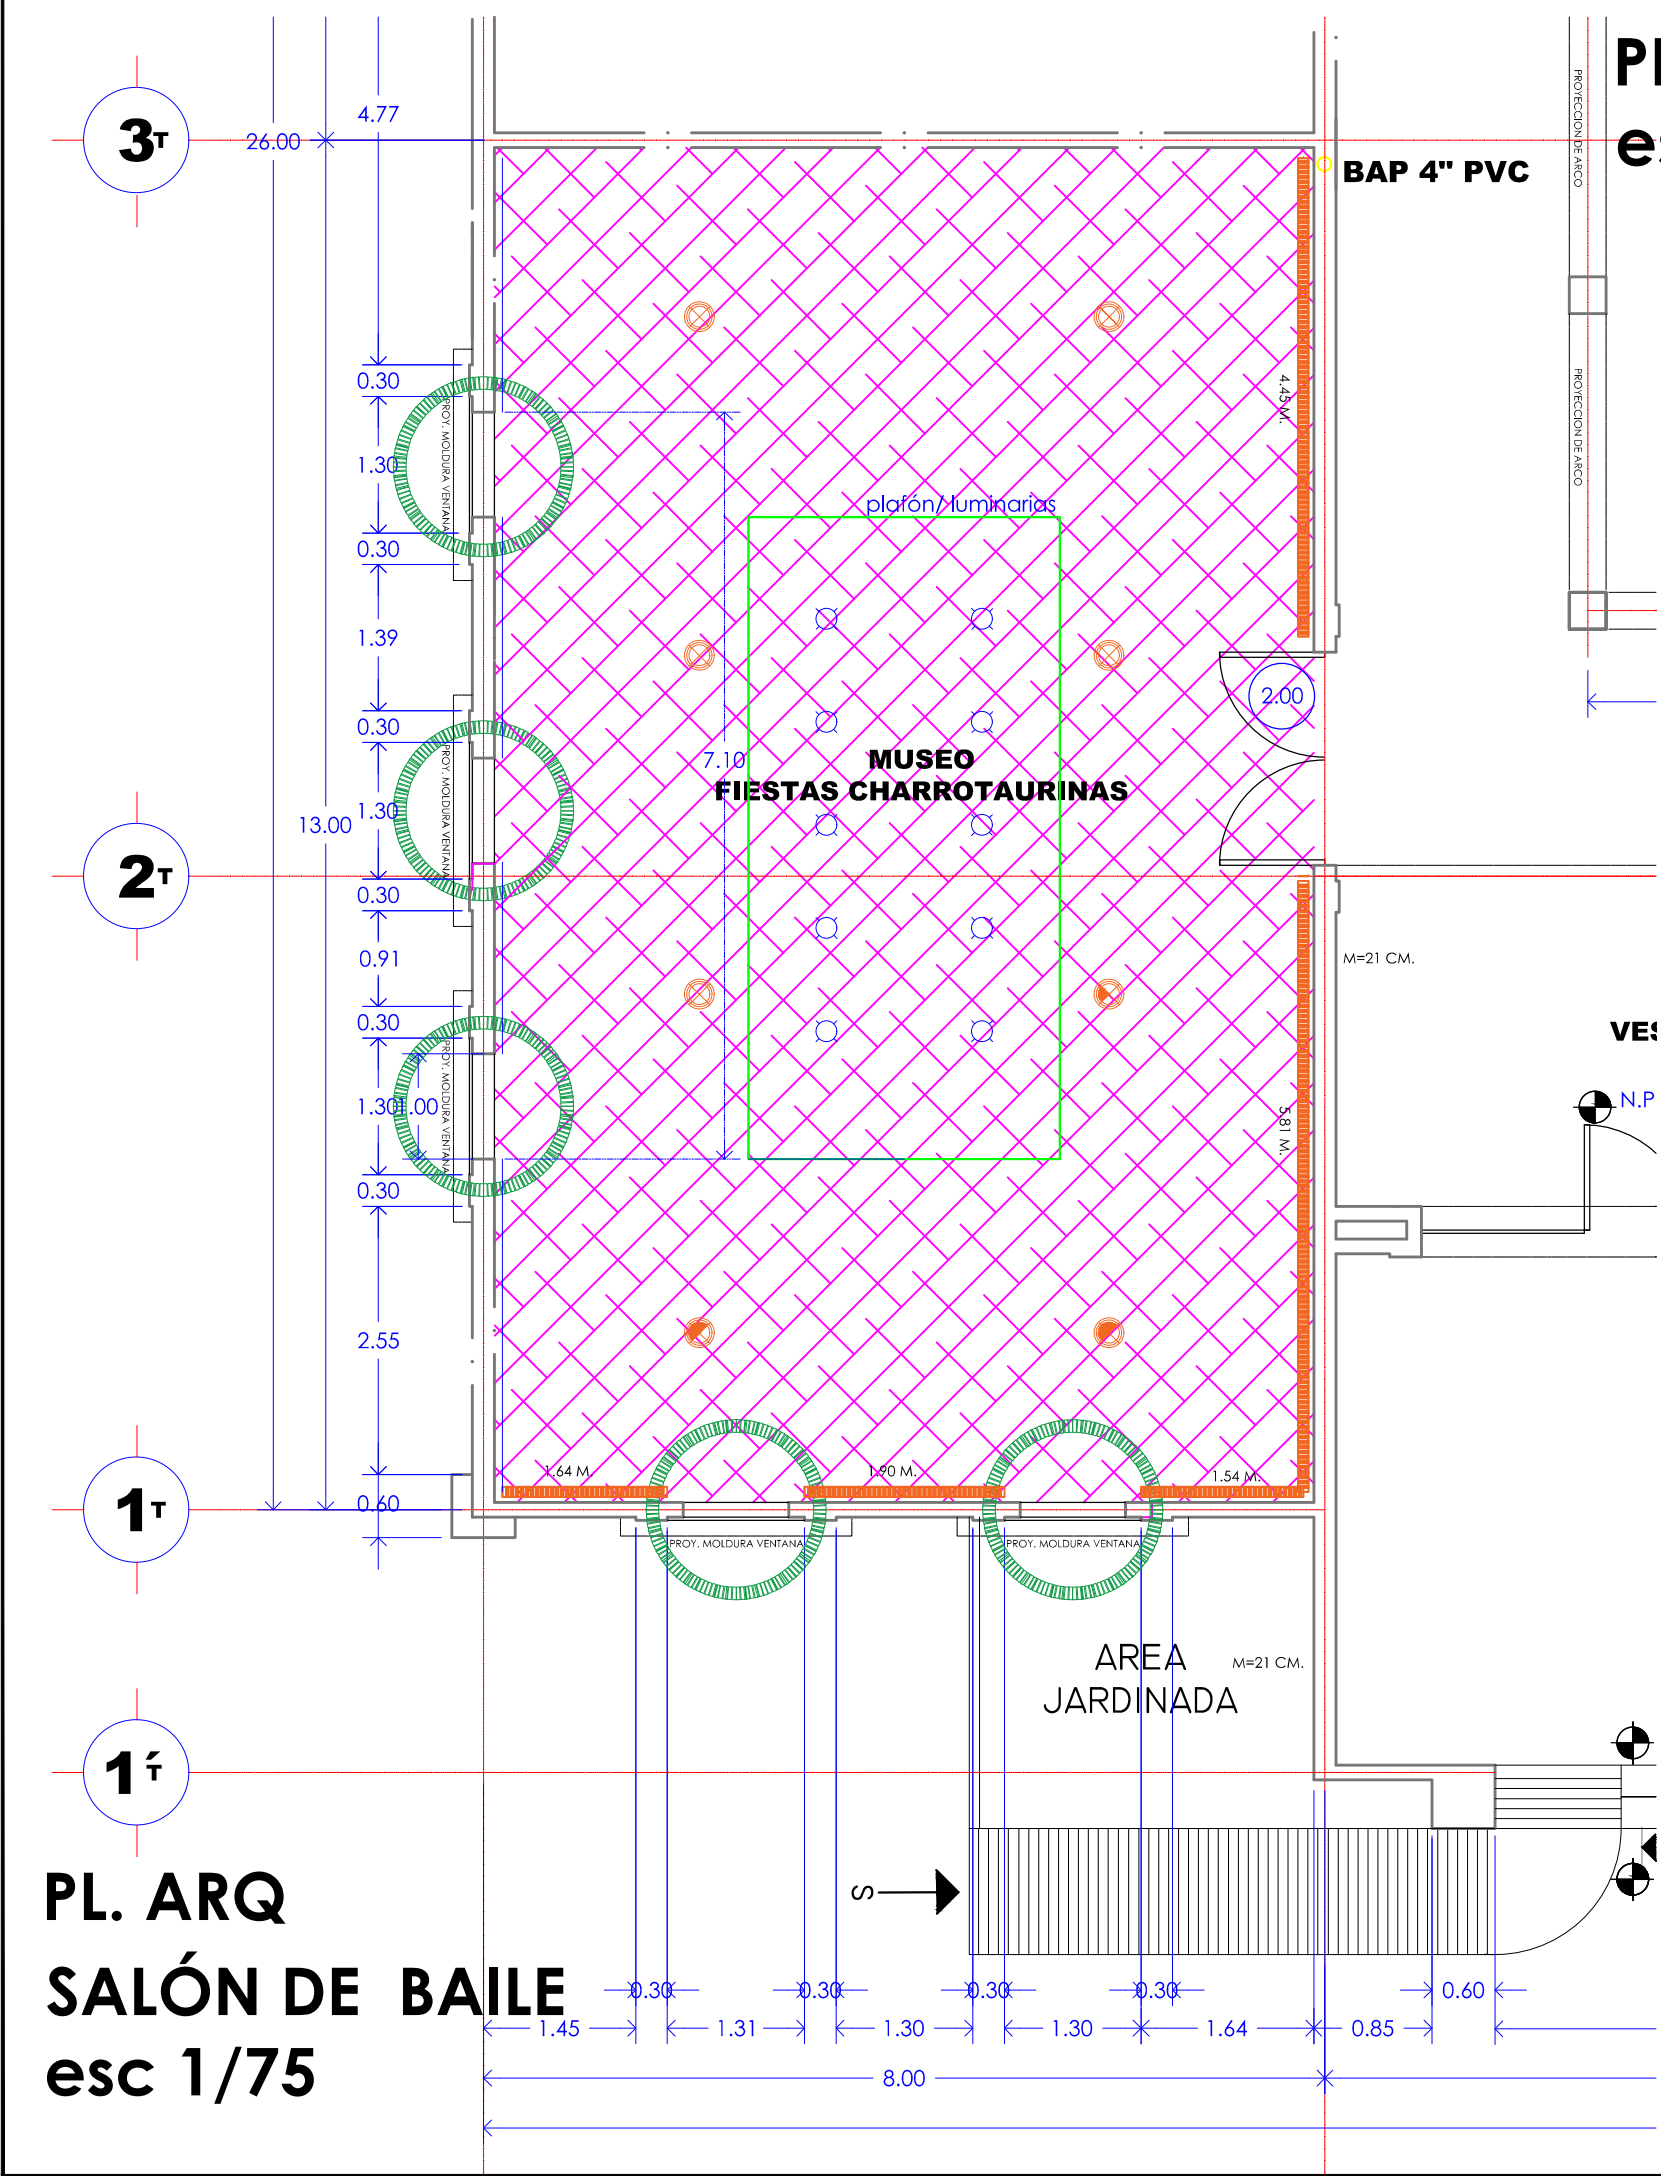 PROYECCION DE ARCO
3T
26.00
4.77
BAP 4" PVC
0.30
PROYECCION DE ARCO
4.45 M.
1.30
PROY. MOLDURA VENTANA
plafón/ luminarias
0.30
1.39
2.00
0.30
7.10
MUSEO
FIESTAS CHARROTAURINAS
13.00
1.30
PROY. MOLDURA VENTANA
2T
0.30
0.91
M=21 CM.
0.30
N.P
1.30
1.00
PROY. MOLDURA VENTANA
5.81 M.
0.30
2.55
1.64 M.
1.90 M.
1.54 M.
1T
0.60
PROY. MOLDURA VENTANA
PROY. MOLDURA VENTANA
AREA
JARDINADA
M=21 CM.
1´T
S
PL. ARQ
SALÓN DE BAILE
esc 1/75
0.30
0.30
0.30
0.30
0.60
1.45
1.31
1.30
1.30
1.64
0.85
8.00